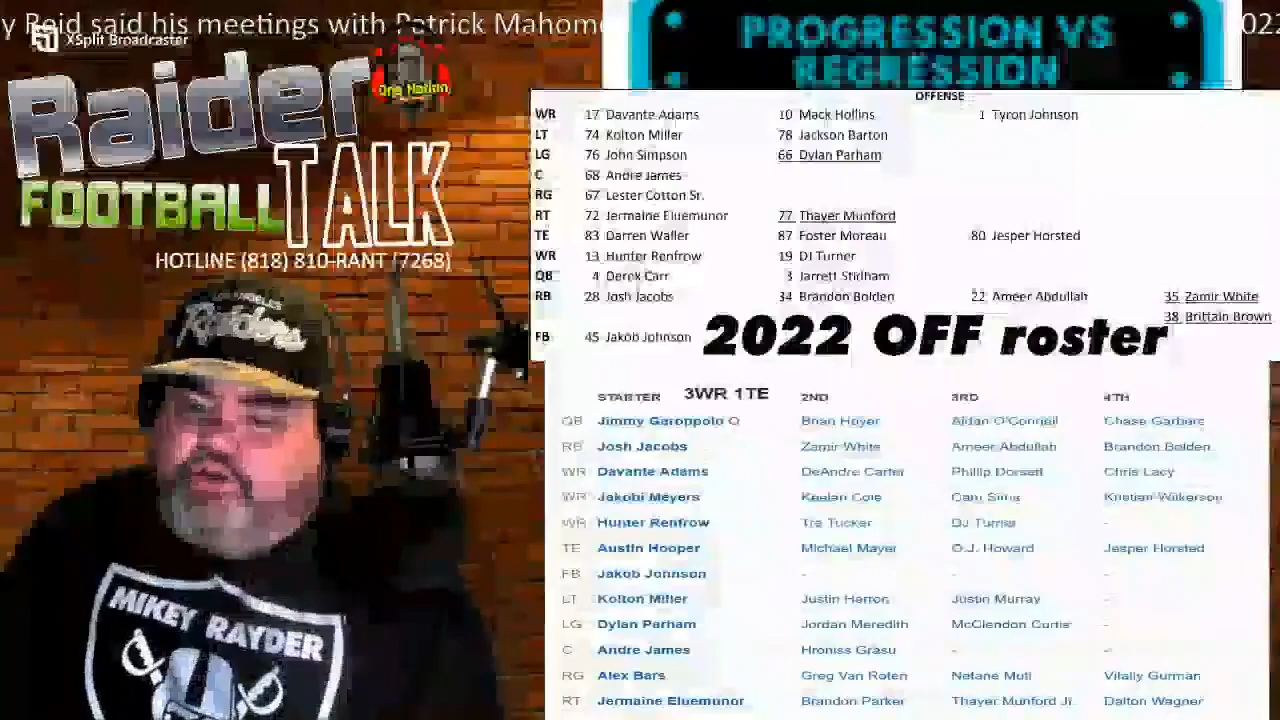 y Reid said his meetings with Patrick Mahome
XSplit Broadcaster
Raider
One Nation
FOOTBALL TALK
HOTLINE (818) 810-RANT (7268)
Raiders
MIKEY RAYDER
PROGRESSION VS
REGRESSION
022
OFFENSE
WR 17 Davante Adams 10 Mack Hollins 1 Tyron Johnson
LT 74 Kolton Miller 78 Jackson Barton
LG 76 John Simpson 66 Dylan Parham
C 68 Andre James
RG 67 Lester Cotton Sr.
RT 72 Jermaine Eluemunor 77 Thayer Munford
TE 83 Darren Waller 87 Foster Moreau 80 Jesper Horsted
WR 13 Hunter Renfrow 19 DJ Turner
QB 4 Derek Carr 3 Jarrett Stidham
RB 28 Josh Jacobs 34 Brandon Bolden 22 Ameer Abdullah 35 Zamir White
38 Brittain Brown
FB 45 Jakob Johnson
2022 OFF roster
STARTER 3WR 1TE 2ND 3RD 4TH
QB Jimmy Garoppolo Q Brian Hoyer Aidan O'Connell Chase Garbers
RB Josh Jacobs Zamir White Ameer Abdullah Brandon Bolden
WR Davante Adams DeAndre Carter Phillip Dorsett Chris Lacy
WR Jakobi Meyers Keelan Cole Cam Sims Kristian Wilkerson
WR Hunter Renfrow Tre Tucker DJ Turner -
TE Austin Hooper Michael Mayer O.J. Howard Jesper Horsted
FB Jakob Johnson - - -
LT Kolton Miller Justin Herron Justin Murray -
LG Dylan Parham Jordan Meredith McClendon Curtis -
C Andre James Hroniss Grasu - -
RG Alex Bars Greg Van Roten Netane Muti Vitaliy Gurman
RT Jermaine Eluemunor Brandon Parker Thayer Munford Jr. Dalton Wagner